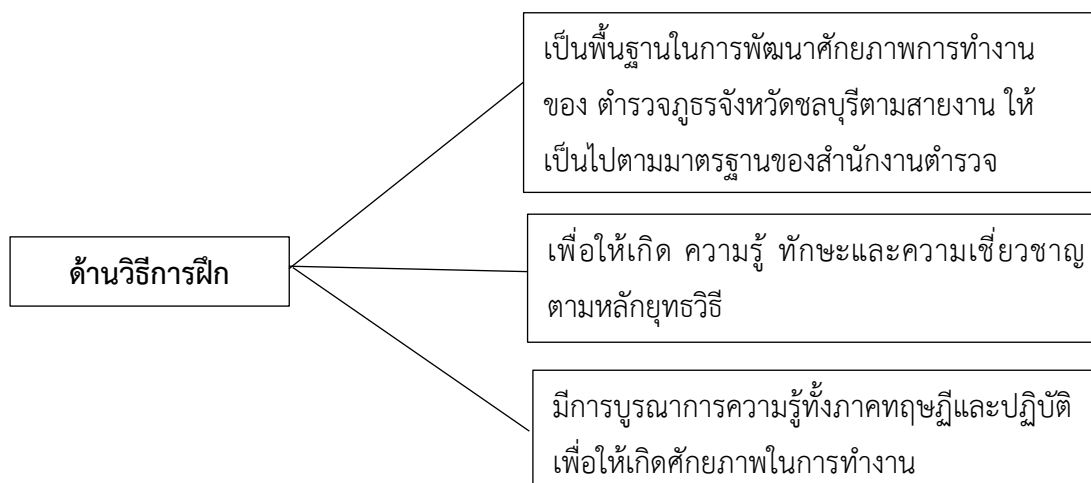 เป็นพื้นฐานในการพัฒนาศักยภาพการทำงาน
ของ ตำรวจภูธรจังหวัดชลบุรีตามสายงาน ให้
เป็นไปตามมาตรฐานของสำนักงานตำรวจ
ด้านวิธีการฝึก
เพื่อให้เกิด ความรู้ ทักษะและความเชี่ยวชาญ
ตามหลักยุทธวิธี
มีการบูรณาการความรู้ทั้งภาคทฤษฎีและปฏิบัติ
เพื่อให้เกิดศักยภาพในการทำงาน